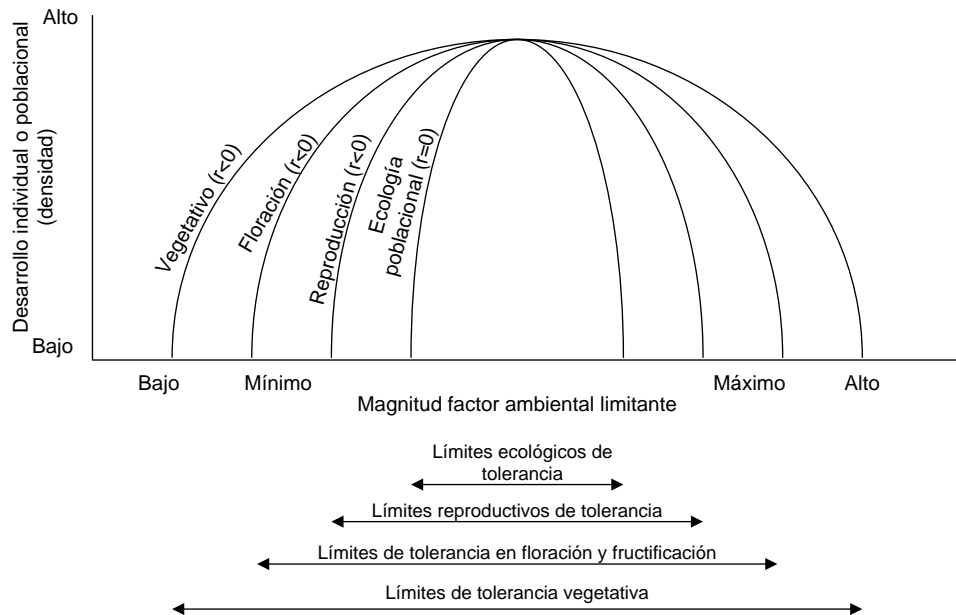 Alto
Desarrollo individual o poblacional
(densidad)
Vegetativo (r<0)
Floración (r<0)
Reproducción (r<0)
Ecología
poblacional (r=0)
Bajo
Bajo
Mínimo
Máximo
Alto
Magnitud factor ambiental limitante
Límites ecológicos de
tolerancia
Límites reproductivos de tolerancia
Límites de tolerancia en floración y fructificación
Límites de tolerancia vegetativa